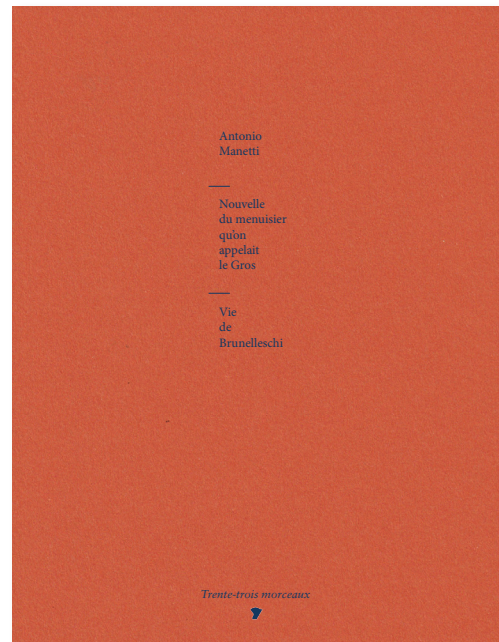 Antonio
Manetti
Nouvelle
du menuisier
qu'on
appelait
le Gros
Vie
de
Brunelleschi
Trente-trois morceaux